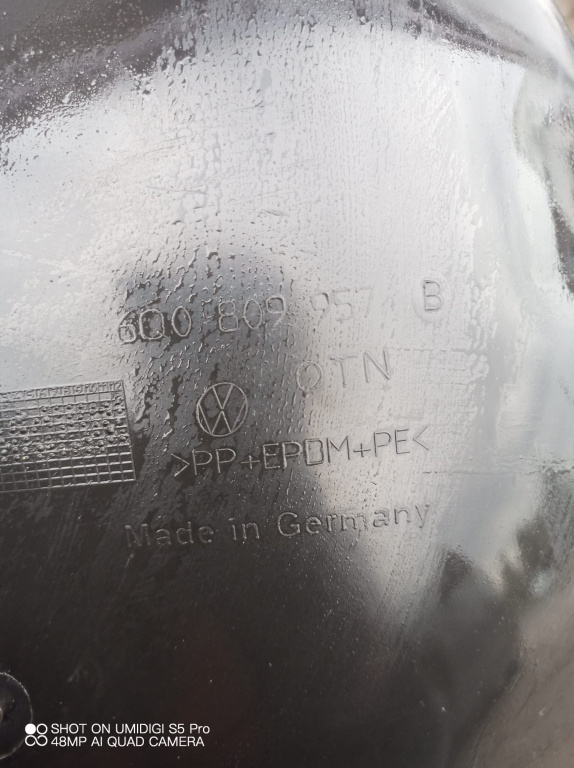 6Q0 809 957 B
OTN
>PP+EPDM+PE<
Made in Germany
SHOT ON UMIDIGI S5 Pro
48MP AI QUAD CAMERA